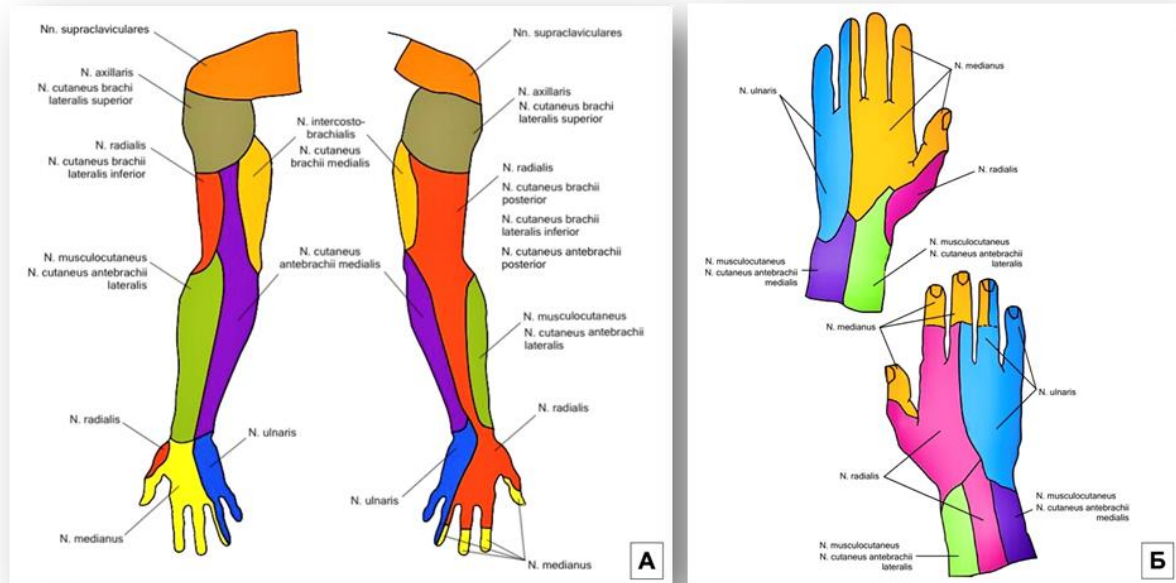 Nn. supraclaviculares
N. axillaris
N. cutaneus brachi
lateralis superior
N. radialis
N. cutaneus brachii
lateralis inferior
N. musculocutaneus
N. cutaneus antebrachii
lateralis
N. radialis
N. medianus
N. ulnaris
N. intercosto-
brachialis
N. cutaneus
brachii medialis
N. cutaneus
antebrachii medialis
Nn. supraclaviculares
N. axillaris
N. cutaneus brachi
lateralis superior
N. radialis
N. cutaneus brachii
posterior
N. cutaneus brachii
lateralis inferior
N. cutaneus antebrachii
posterior
N. musculocutaneus
N. cutaneus antebrachii
lateralis
N. radialis
N. ulnaris
N. medianus
А
N. ulnaris
N. medianus
N. radialis
N. musculocutaneus
N. cutaneus antebrachii
medialis
N. musculocutaneus
N. cutaneus antebrachii
lateralis
N. medianus
N. ulnaris
N. radialis
N. musculocutaneus
N. cutaneus antebrachii
medialis
N. musculocutaneus
N. cutaneus antebrachii
lateralis
Б